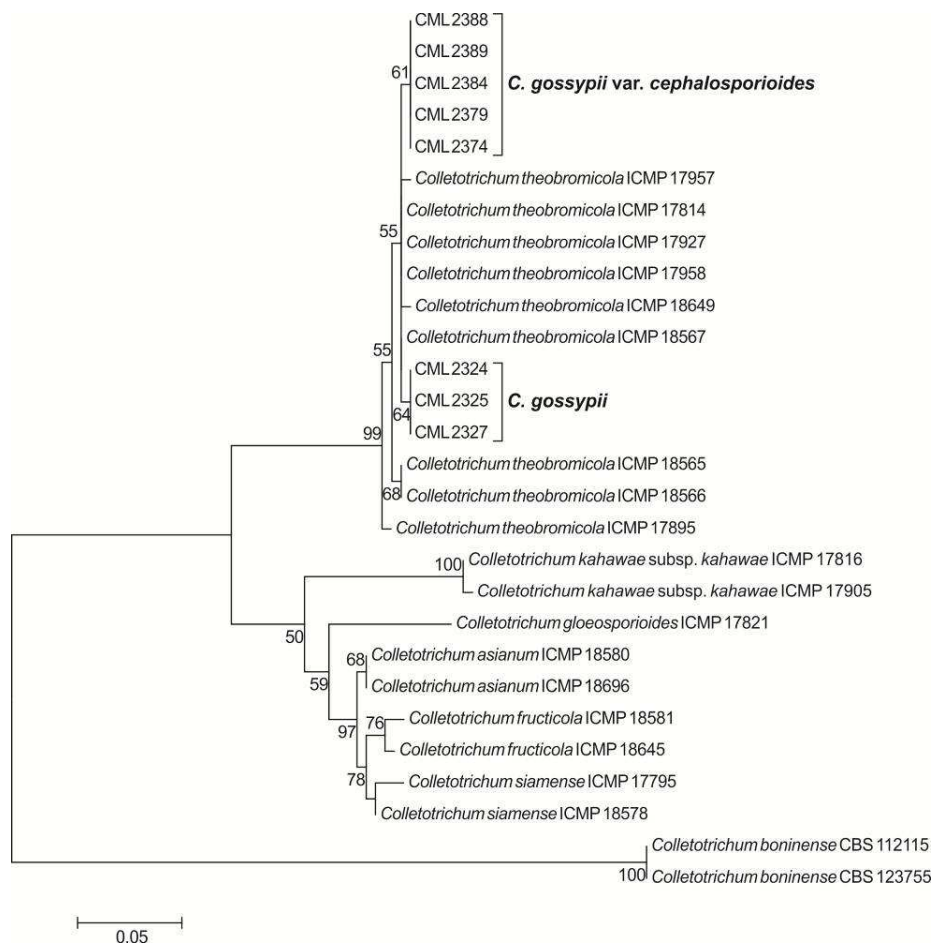 CML 2388
CML 2389
61
CML 2384
C. gossypii var. cephalosporioides
CML 2379
CML 2374
Colletotrichum theobromicola ICMP 17957
Colletotrichum theobromicola ICMP 17814
55
Colletotrichum theobromicola ICMP 17927
Colletotrichum theobromicola ICMP 17958
Colletotrichum theobromicola ICMP 18649
Colletotrichum theobromicola ICMP 18567
55
CML 2324
CML 2325
C. gossypii
64
CML 2327
99
Colletotrichum theobromicola ICMP 18565
68
Colletotrichum theobromicola ICMP 18566
Colletotrichum theobromicola ICMP 17895
Colletotrichum kahawae subsp. kahawae ICMP 17816
100
Colletotrichum kahawae subsp. kahawae ICMP 17905
Colletotrichum gloeosporioides ICMP 17821
50
68
Colletotrichum asianum ICMP 18580
59
Colletotrichum asianum ICMP 18696
76
Colletotrichum fructicola ICMP 18581
97
Colletotrichum fructicola ICMP 18645
78
Colletotrichum siamense ICMP 17795
Colletotrichum siamense ICMP 18578
Colletotrichum boninense CBS 112115
100
Colletotrichum boninense CBS 123755
0.05